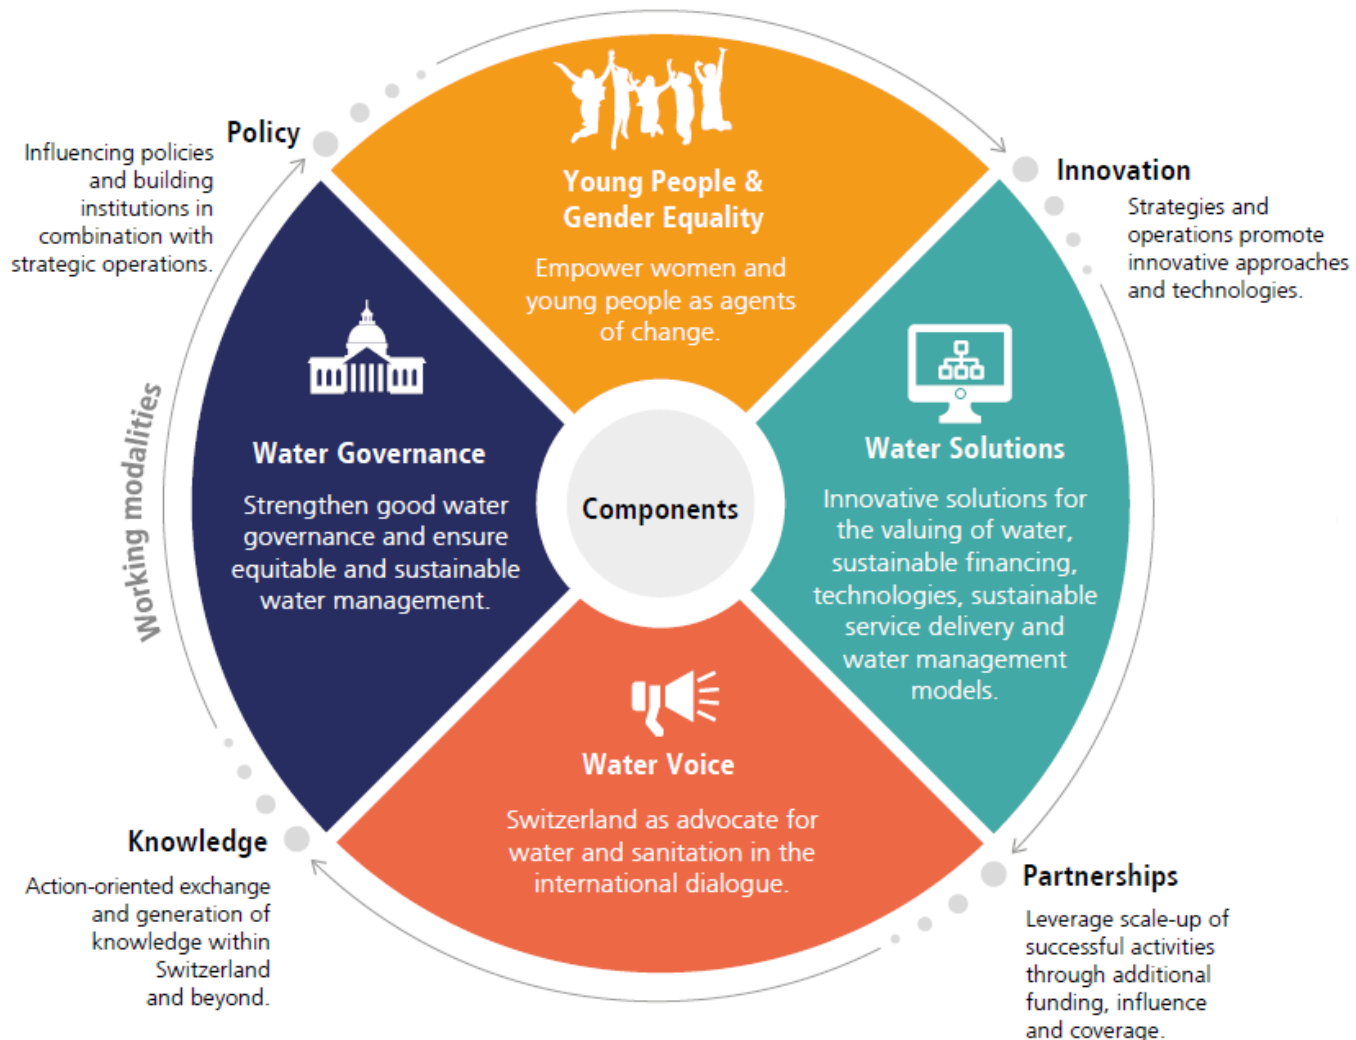 Policy
Influencing policies
and building
institutions in
combination with
strategic operations.
Young People &
Gender Equality
Empower women and
young people as agents
of change.
Innovation
Strategies and
operations promote
innovative approaches
and technologies.
Working modalities
Water Governance
Strengthen good water
governance and ensure
equitable and sustainable
water management.
Components
Water Solutions
Innovative solutions for
the valuing of water,
sustainable financing,
technologies, sustainable
service delivery and
water management
models.
Water Voice
Switzerland as advocate for
water and sanitation in the
international dialogue.
Knowledge
Action-oriented exchange
and generation of
knowledge within
Switzerland
and beyond.
Partnerships
Leverage scale-up of
successful activities
through additional
funding, influence
and coverage.